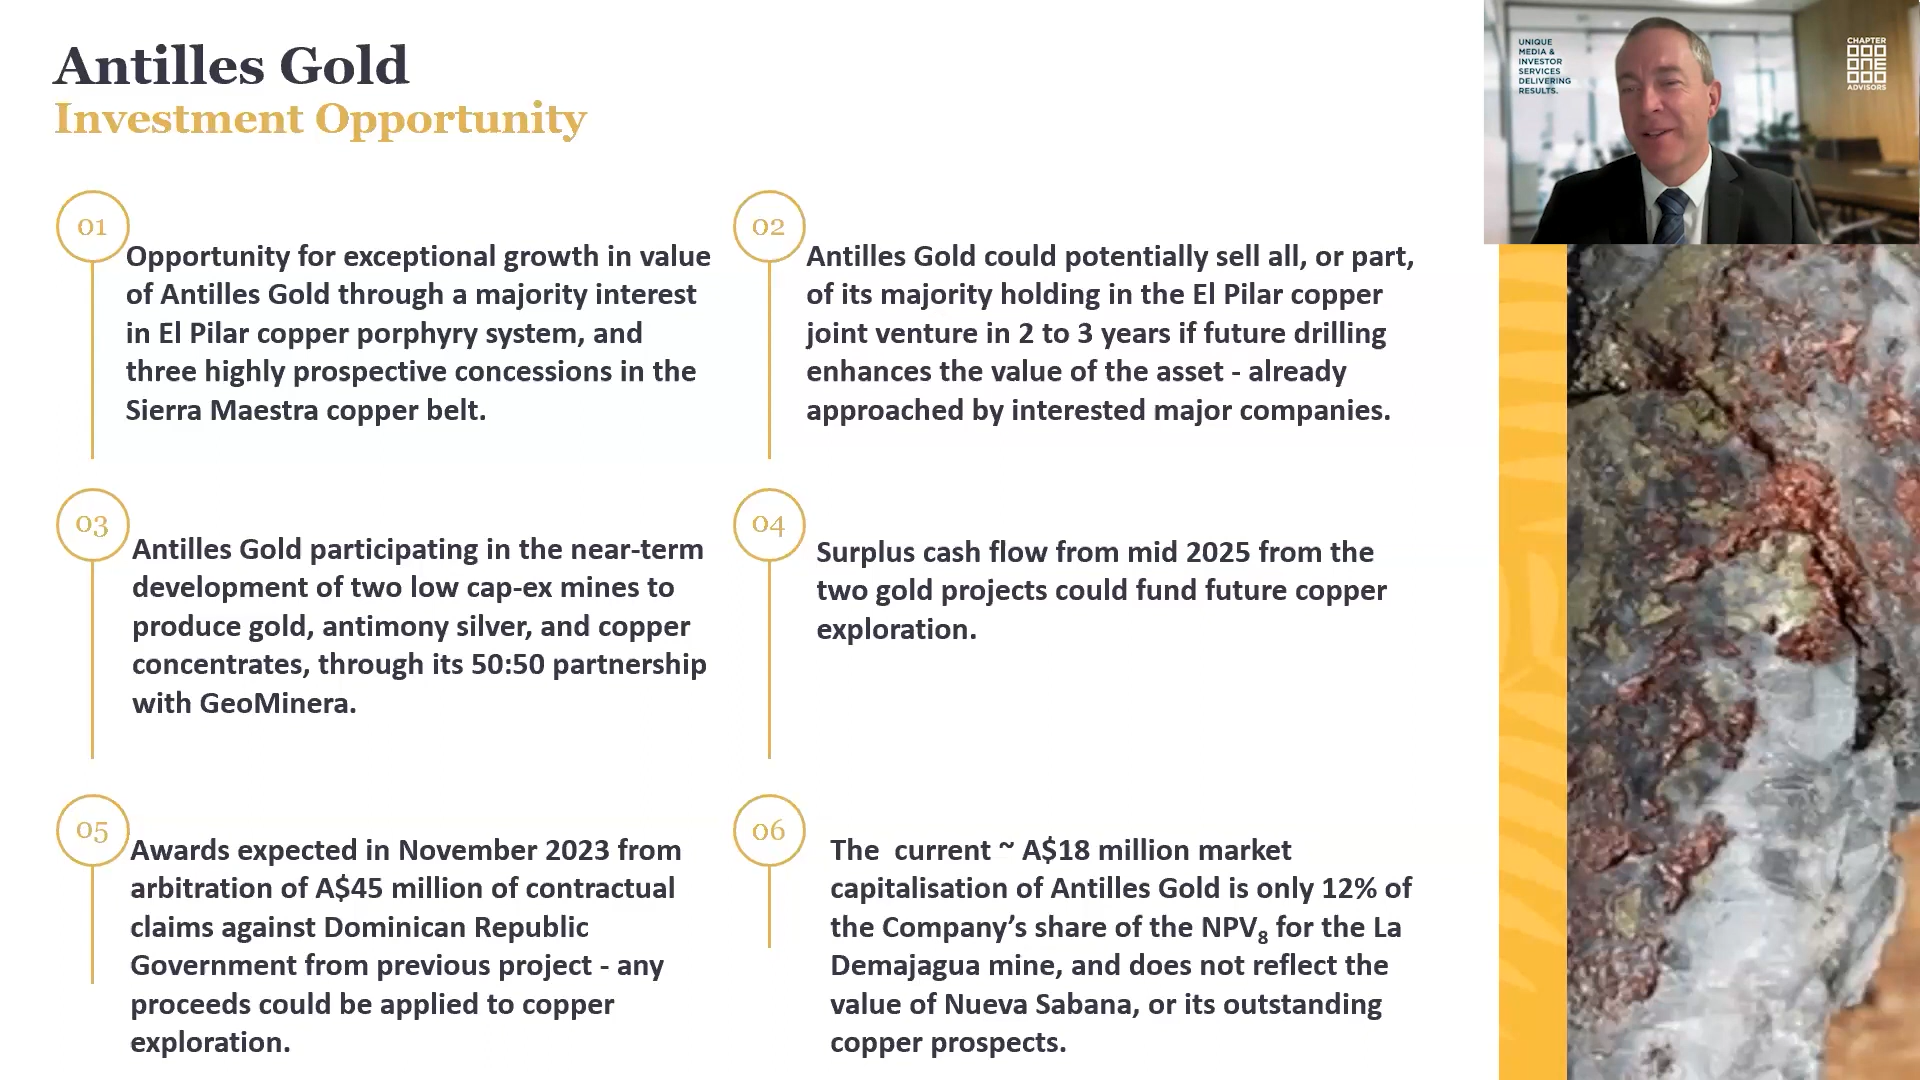 Antilles Gold
Investment Opportunity
UNIQUE
MEDIA &
INVESTOR
SERVICES
DELIVERING
RESULTS.
CHAPTER
ONE
ADVISORS
01
Opportunity for exceptional growth in value
of Antilles Gold through a majority interest
in El Pilar copper porphyry system, and
three highly prospective concessions in the
Sierra Maestra copper belt.
02
Antilles Gold could potentially sell all, or part,
of its majority holding in the El Pilar copper
joint venture in 2 to 3 years if future drilling
enhances the value of the asset - already
approached by interested major companies.
03
Antilles Gold participating in the near-term
development of two low cap-ex mines to
produce gold, antimony silver, and copper
concentrates, through its 50:50 partnership
with GeoMinera.
04
Surplus cash flow from mid 2025 from the
two gold projects could fund future copper
exploration.
05
Awards expected in November 2023 from
arbitration of A$45 million of contractual
claims against Dominican Republic
Government from previous project - any
proceeds could be applied to copper
exploration.
06
The  current ~ A$18 million market
capitalisation of Antilles Gold is only 12% of
the Company’s share of the NPV₈ for the La
Demajagua mine, and does not reflect the
value of Nueva Sabana, or its outstanding
copper prospects.